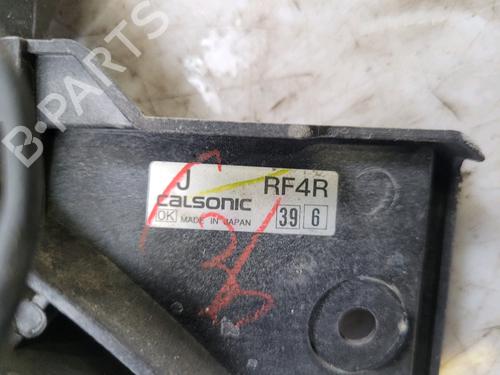 B-PARTS
J RF4R
CALSONIC
OK MADE IN JAPAN 39 6